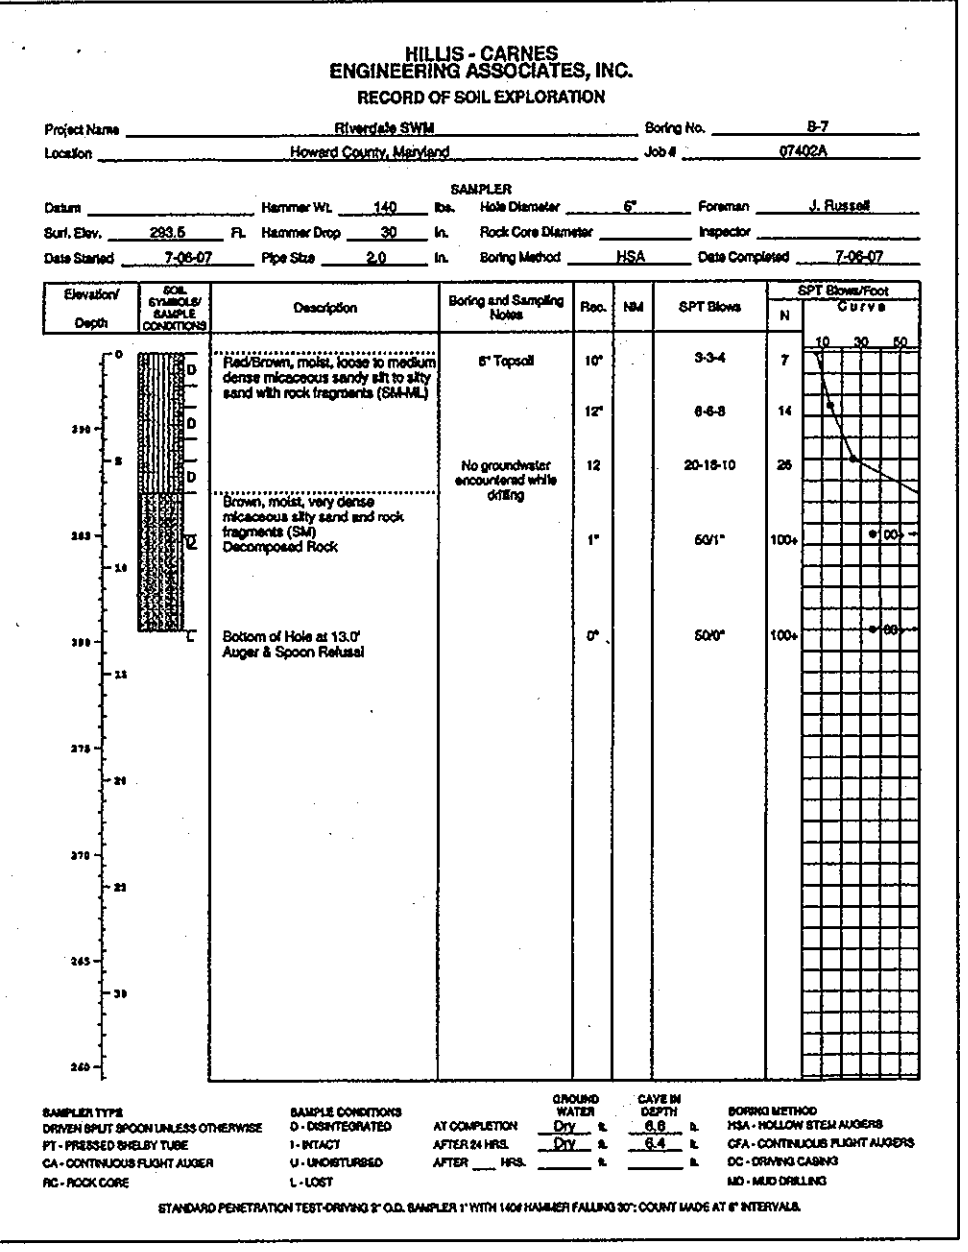 HILLIS - CARNES
ENGINEERING ASSOCIATES, INC.
RECORD OF SOIL EXPLORATION
Project Name Riverdale SWM Boring No. B-7
Location Howard County, Maryland Job # 07402A
SAMPLER
Datum Hammer Wt. 140 lbs. Hole Diameter 6" Foreman J. Russell
Surf. Elev. 293.5 Ft. Hammer Drop 30 In. Rock Core Diameter Inspector
Date Started 7-06-07 Pipe Size 2.0 In. Boring Method HSA Date Completed 7-06-07
Elevation/ Depth SOIL SYMBOLS/ SAMPLE CONDITIONS Description Boring and Sampling Notes Rec. NM SPT Blows SPT Blows/Foot
N Curve
10 30 50
0 D Red/Brown, moist, loose to medium 6" Topsoil 10" 3-3-4 7
dense micaceous sandy silt to silty
sand with rock fragments (SM-ML)
290 D 12" 6-6-8 14
5 D No groundwater 12 20-18-10
encountered while
drilling
Brown, moist, very dense
micaceous silty sand and rock
fragments (SM)
Decomposed Rock 1" 50/1" 100+
10
Bottom of Hole at 13.0' 0" 50/0" 100+
Auger & Spoon Refusal
275
270
265
30
260
SAMPLER TYPE
DRIVEN SPLIT SPOON UNLESS OTHERWISE
PT - PRESSED SHELBY TUBE
CA - CONTINUOUS FLIGHT AUGER
RC - ROCK CORE
SAMPLE CONDITIONS
D - DISINTEGRATED
I - INTACT
U - UNDISTURBED
L - LOST
GROUND WATER CAVE IN DEPTH
AT COMPLETION Dry ft. 6.6 ft.
AFTER 24 HRS. Dry ft. 6.4 ft.
AFTER HRS. ft. ft.
BORING METHOD
HSA - HOLLOW STEM AUGERS
CFA - CONTINUOUS FLIGHT AUGERS
DC - DRIVING CASING
MD - MUD DRILLING
STANDARD PENETRATION TEST-DRIVING 2" O.D. SAMPLER 1' WITH 140# HAMMER FALLING 30": COUNT MADE AT 6" INTERVALS.